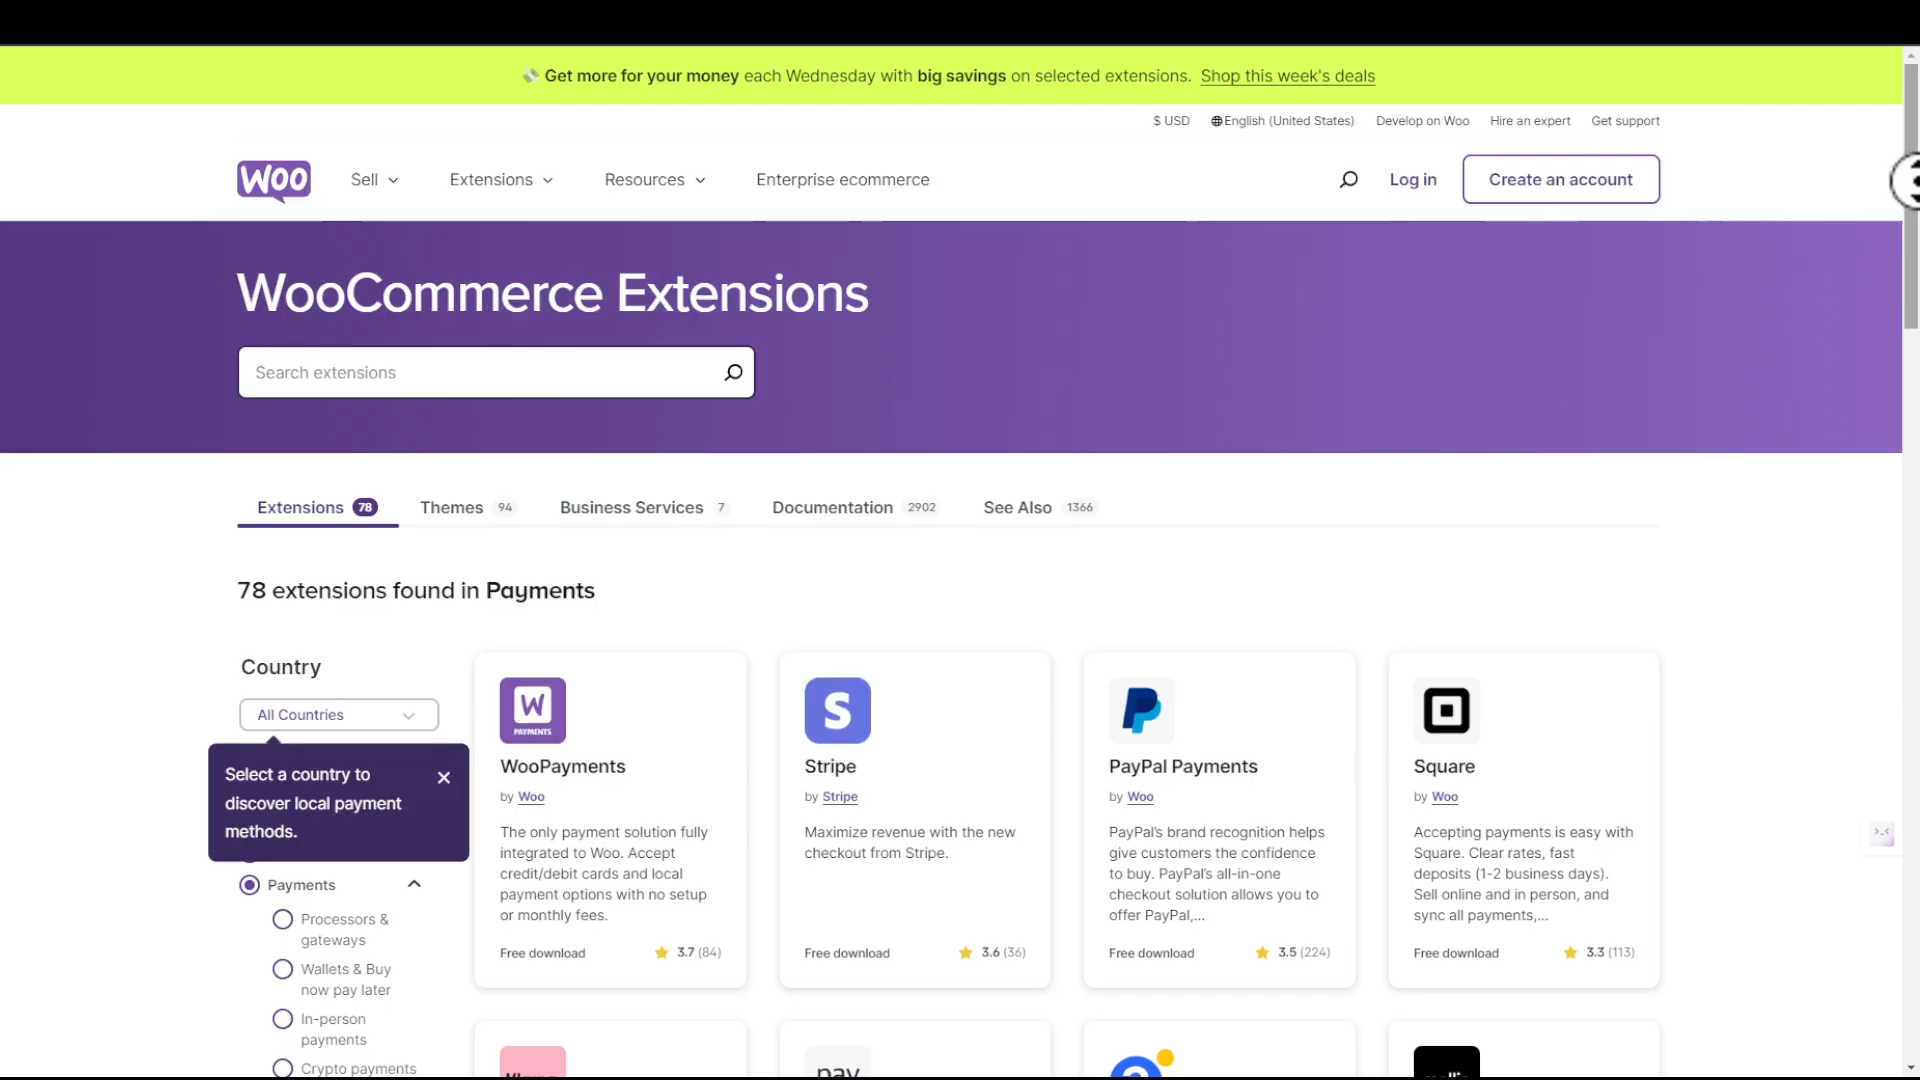 Get more for your money each Wednesday with big savings on selected extensions. Shop this week's deals
$ USD English (United States) Develop on Woo Hire an expert Get support
WOO Sell Extensions Resources Enterprise ecommerce Log in Create an account
WooCommerce Extensions
Search extensions
Extensions 78 Themes 94 Business Services 7 Documentation 2902 See Also 1366
78 extensions found in Payments
Country
All Countries
Select a country to
discover local payment
methods.
Payments
Processors &
gateways
Wallets & Buy
now pay later
In-person
payments
Crypto payments
W
PAYMENTS
WooPayments
by Woo
The only payment solution fully
integrated to Woo. Accept
credit/debit cards and local
payment options with no setup
or monthly fees.
Free download 3.7 (84)
S
Stripe
by Stripe
Maximize revenue with the new
checkout from Stripe.
Free download 3.6 (36)
PayPal Payments
by Woo
PayPal's brand recognition helps
give customers the confidence
to buy. PayPal's all-in-one
checkout solution allows you to
offer PayPal,...
Free download 3.5 (224)
Square
by Woo
Accepting payments is easy with
Square. Clear rates, fast
deposits (1-2 business days).
Sell online and in person, and
sync all payments,...
Free download 3.3 (113)
pay